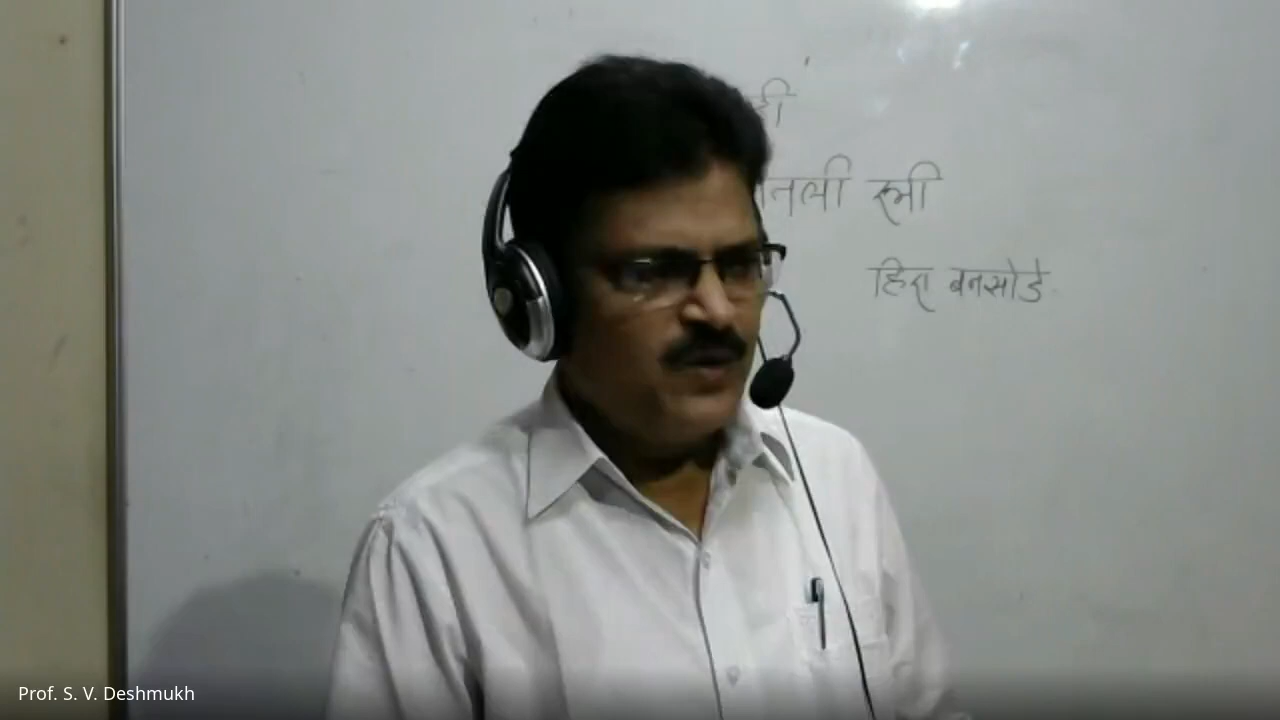 स्त्री
हिरा बनसोडे
Prof. S. V. Deshmukh